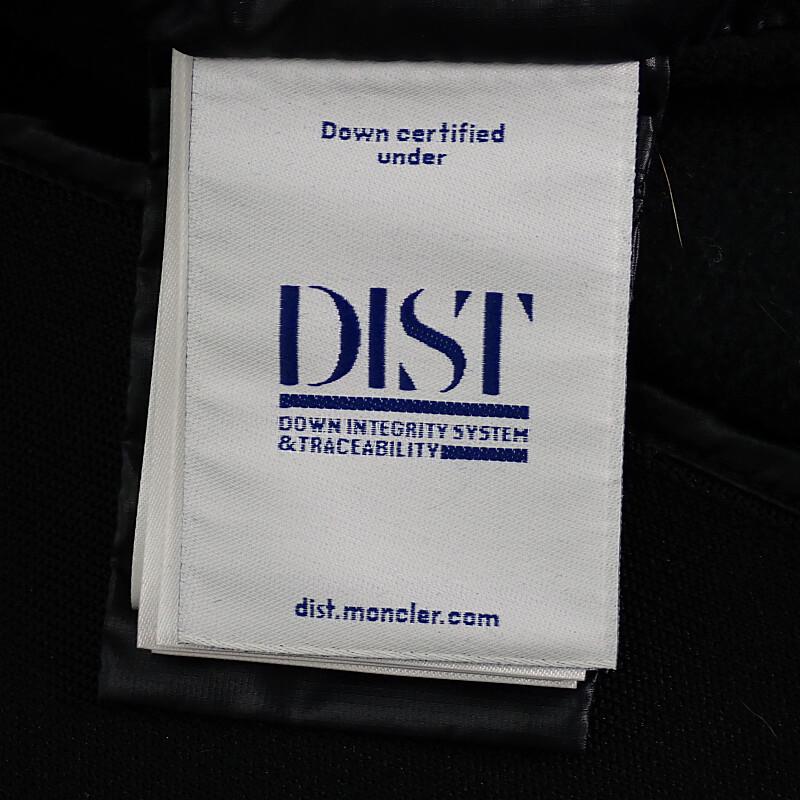 Down certified
under
DIST
DOWN INTEGRITY SYSTEM
&TRACEABILITY
dist.moncler.com